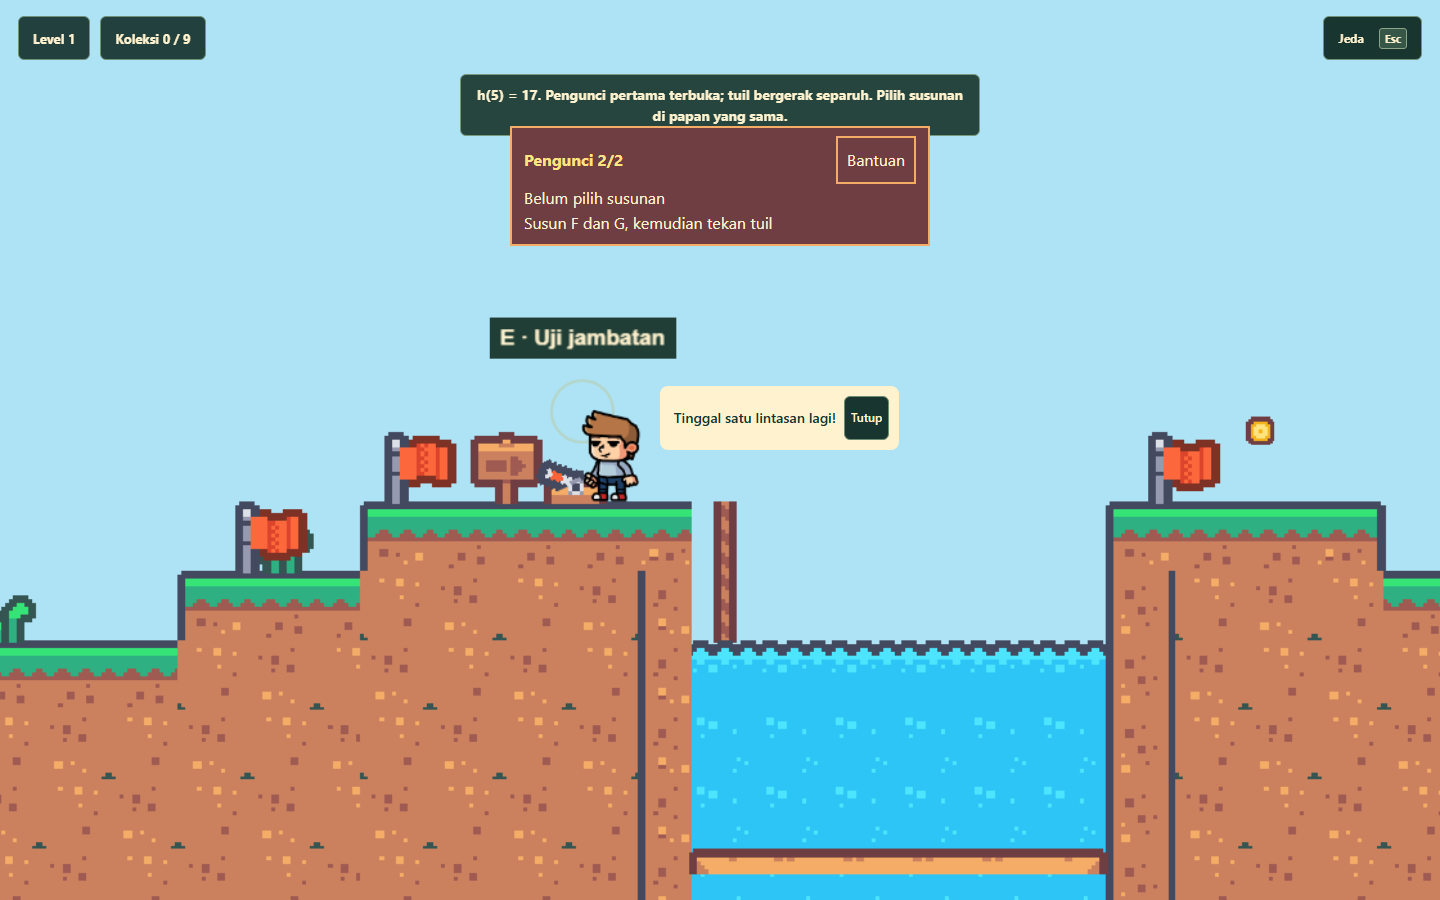 Level 1
Koleksi 0 / 9
Jeda Esc
h(5) = 17. Pengunci pertama terbuka; tuil bergerak separuh. Pilih susunan
di papan yang sama.
Pengunci 2/2
Bantuan
Belum pilih susunan
Susun F dan G, kemudian tekan tuil
E · Uji jambatan
Tinggal satu lintasan lagi!
Tutup